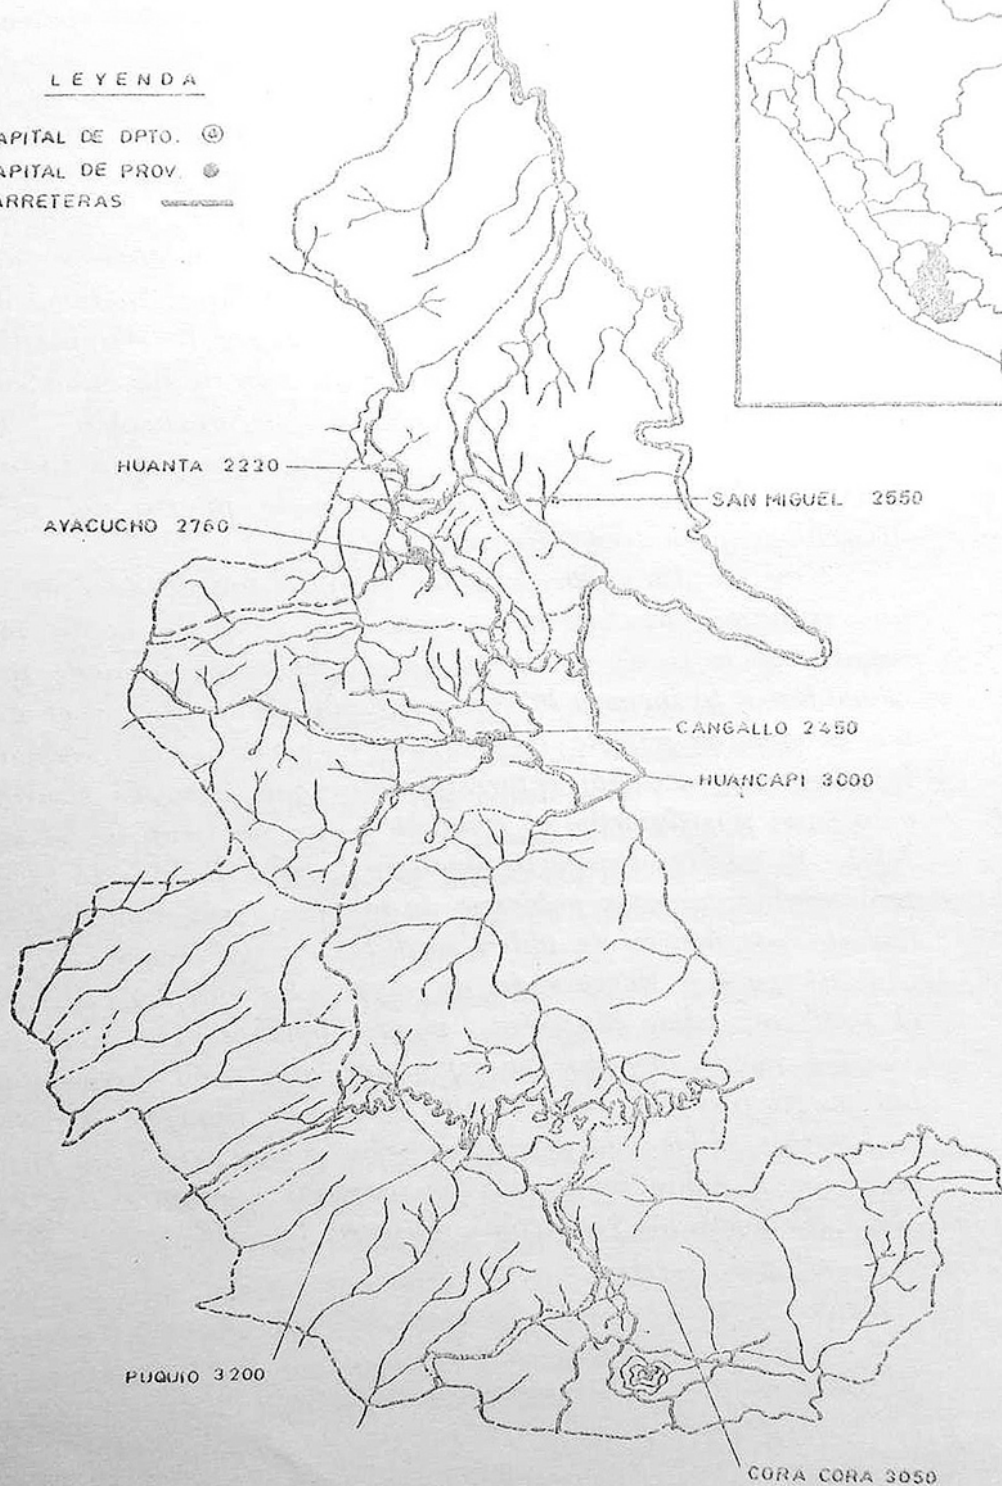 LEYENDA
APITAL DE DPTO.
APITAL DE PROV.
ARRETERAS
HUANTA 2220
SAN MIGUEL 2550
AYACUCHO 2760
CANGALLO 2450
HUANCAPI 3000
PUQUIO 3200
CORA CORA 3050